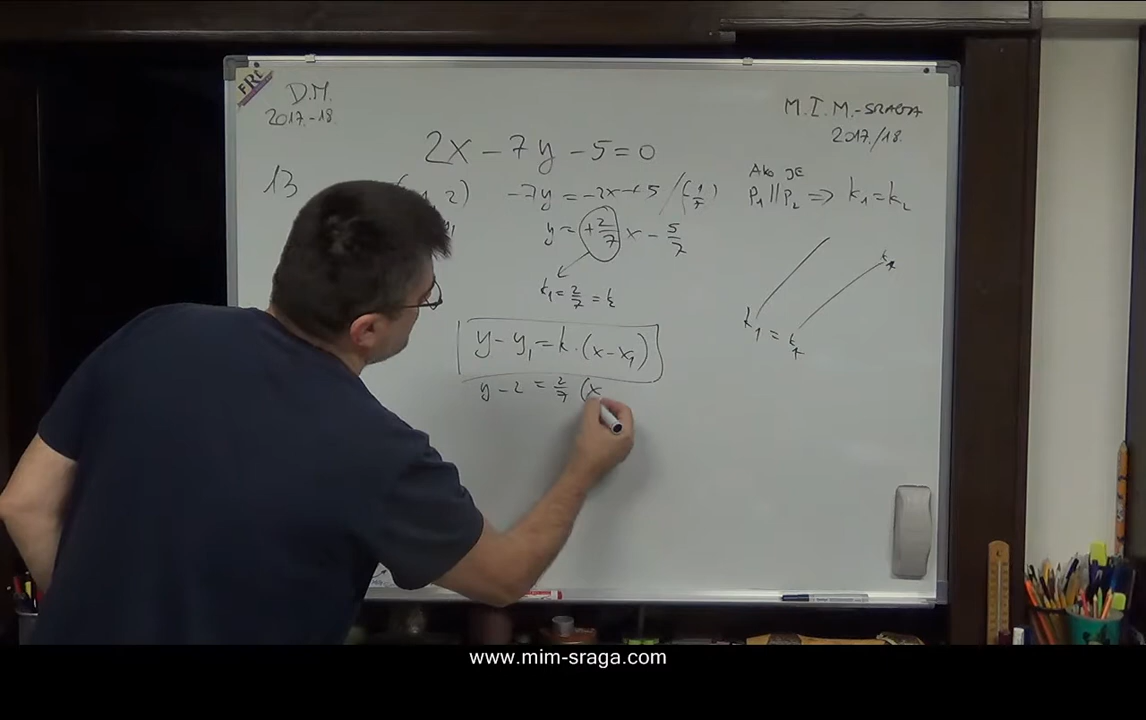 FREE
D.M.
2017.-18.
M.I.M.-SRAGA
2017./18.
2x - 7y - 5 = 0
13
, 2)
-7y = -2x + 5 /(-1/7)
y = +2/7 x - 5/7
k₁ = 2/7 = k₂
y - y₁ = k · (x - x₁)
y - 2 = 2/7 (x
Ako je
p₁ || p₂ ⇒ k₁ = k₂
k₁ =
www.mim-sraga.com